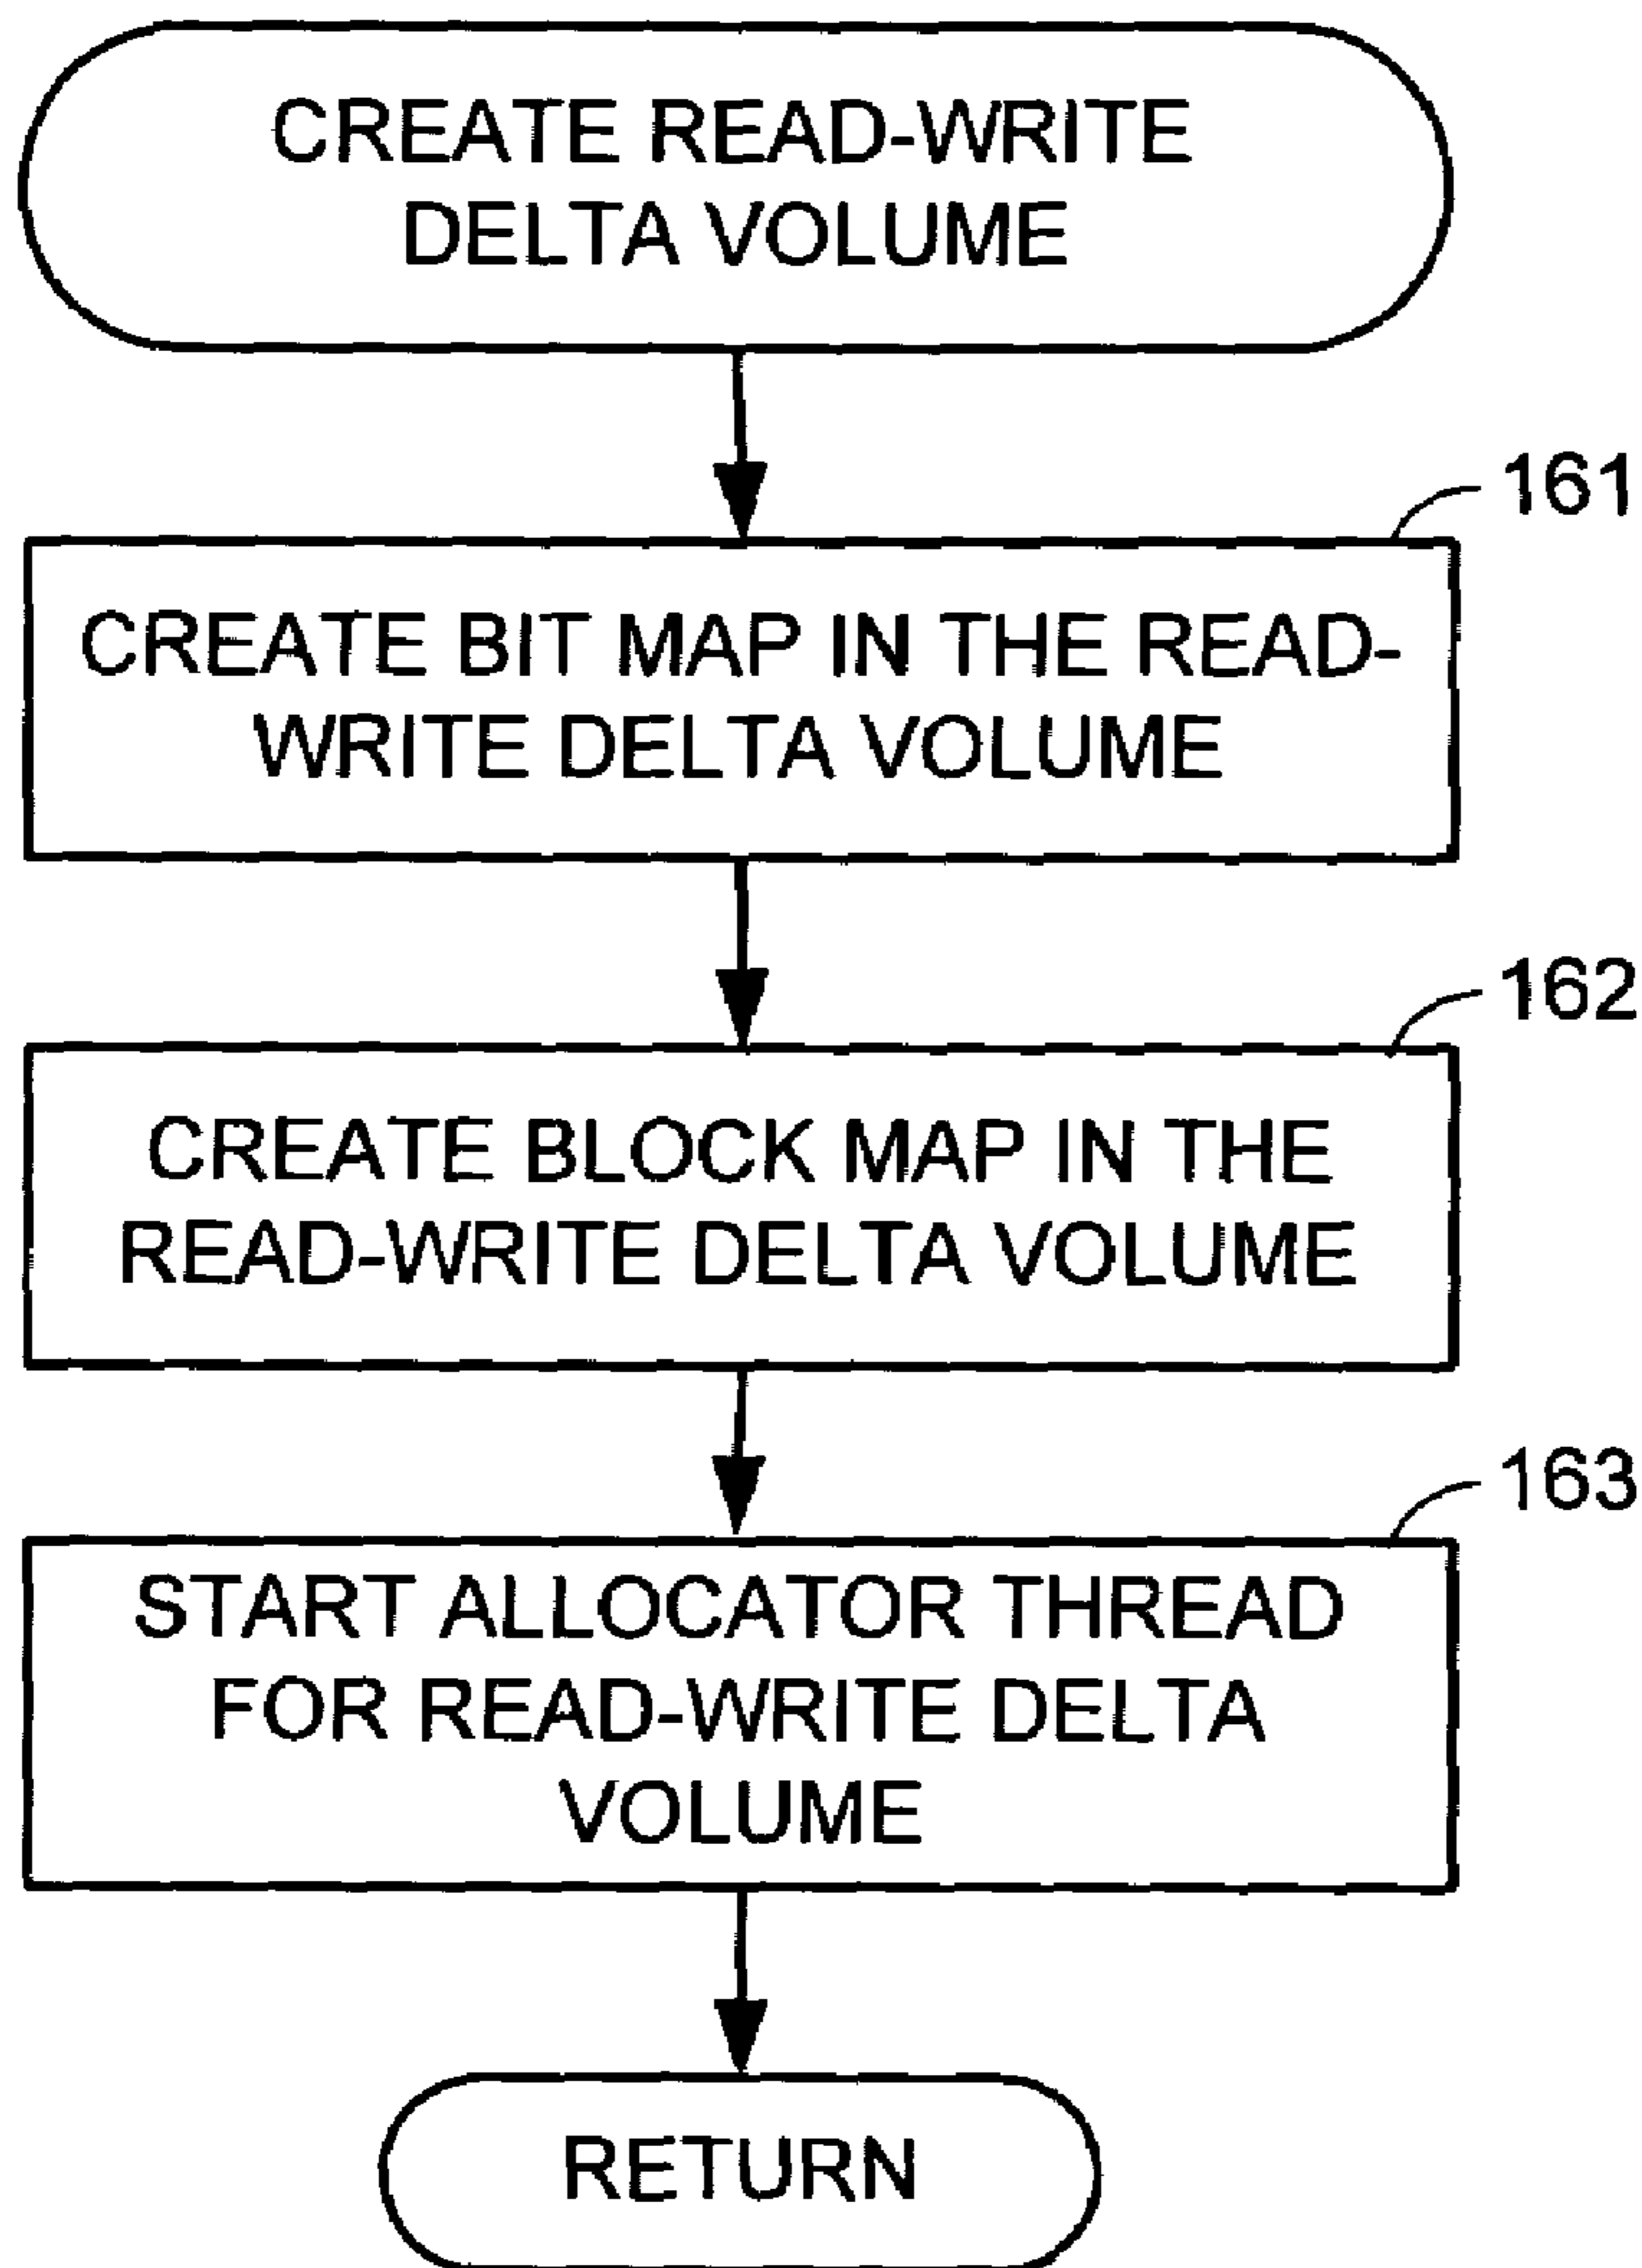 CREATE READ-WRITE
DELTA VOLUME
161
CREATE BIT MAP IN THE READ-
WRITE DELTA VOLUME
162
CREATE BLOCK MAP IN THE
READ-WRITE DELTA VOLUME
163
START ALLOCATOR THREAD
FOR READ-WRITE DELTA
VOLUME
RETURN